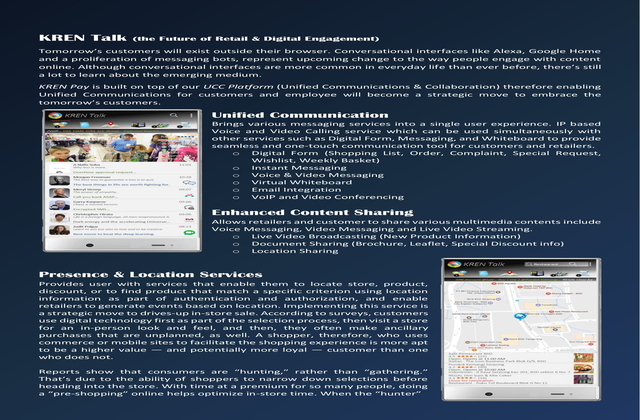 KREN Talk (the Future of Retail & Digital Engagement)
Tomorrow's customers will exist outside their browser. Conversational interfaces like Alexa, Google Home
and a proliferation of messaging bots, represent upcoming change to the way people engage with content
online. Although conversational interfaces are more common in everyday life than ever before, there's still
a lot to learn about the emerging medium.
KREN Pay is built on top of our UCC Platform (Unified Communications & Collaboration) therefore enabling
Unified Communications for customers and employee will become a strategic move to embrace the
tomorrow's customers.
KREN Talk
Unified Communication
Brings various messaging services into a single user experience. IP based
Voice and Video Calling service which can be used simultaneously with
other services such as Digital Form, Messaging, and Whiteboard to provide
seamless and one-touch communication tool for customers and retailers.
o Digital Form (Shopping List, Order, Complaint, Special Request,
Wishlist, Weekly Basket)
o Instant Messaging
o Voice & Video Messaging
o Virtual Whiteboard
o Email Integration
o VoIP and Video Conferencing
Enhanced Content Sharing
Allows retailers and customer to share various multimedia contents include
Voice Messaging, Video Messaging and Live Video Streaming.
o Live Video Broadcasting (New Product Information)
o Document Sharing (Brochure, Leaflet, Special Discount info)
o Location Sharing
Presence & Location Services
Provides user with services that enable them to locate store, product,
discount, or to find product that match a specific criterion using location
information as part of authentication and authorization, and enable
retailers to generate events based on location. Implementing this service is
a strategic move to drives-up in-store sale. According to surveys, customers
use digital technology first as part of the selection process, then visit a store
for an in-person look and feel, and then, they often make ancillary
purchases that are unplanned, as well. A shopper, therefore, who uses
commerce or mobile sites to facilitate the shopping experience is more apt
to be a higher value — and potentially more loyal — customer than one
who does not.
Reports show that consumers are "hunting," rather than "gathering."
That's due to the ability of shoppers to narrow down selections before
heading into the store. With time at a premium for so many people, doing
a "pre-shopping" online helps optimize in-store time. When the "hunter"
KREN Talk